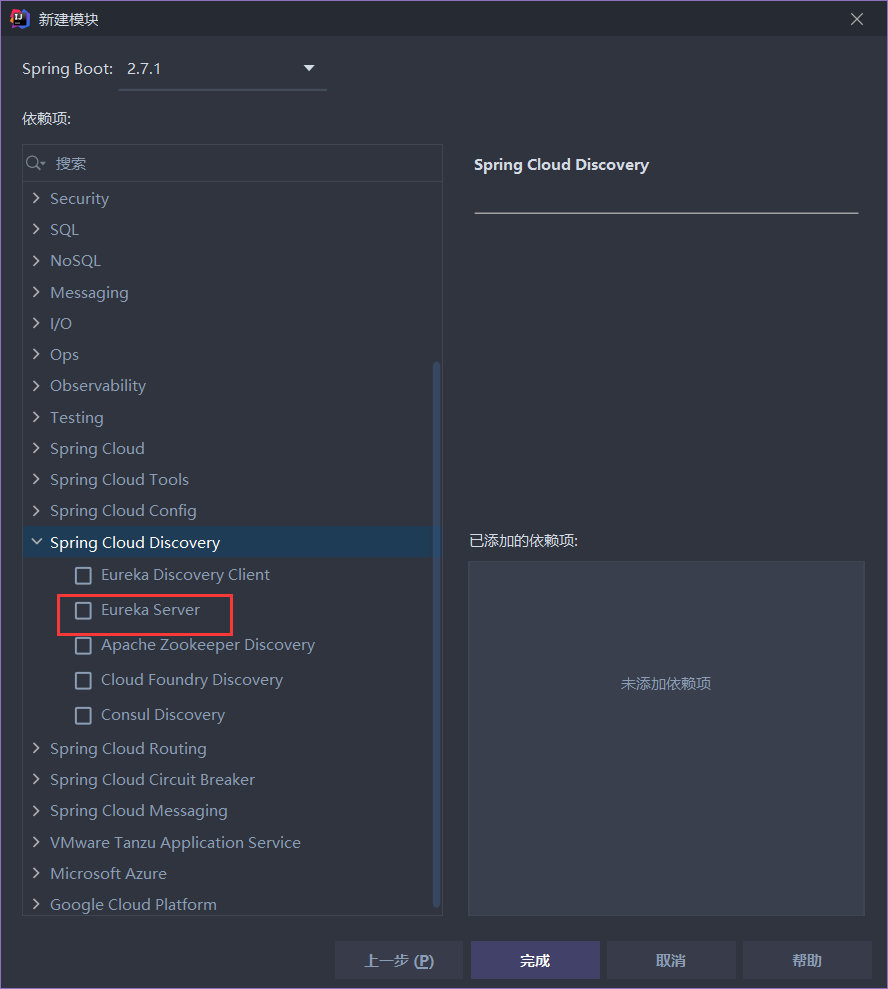 新建模块
Spring Boot: 2.7.1
依赖项:
搜索
Security
SQL
NoSQL
Messaging
I/O
Ops
Observability
Testing
Spring Cloud
Spring Cloud Tools
Spring Cloud Config
Spring Cloud Discovery
Eureka Discovery Client
Eureka Server
Apache Zookeeper Discovery
Cloud Foundry Discovery
Consul Discovery
Spring Cloud Routing
Spring Cloud Circuit Breaker
Spring Cloud Messaging
VMware Tanzu Application Service
Microsoft Azure
Google Cloud Platform
Spring Cloud Discovery
已添加的依赖项:
未添加依赖项
上一步 (P) 完成 取消 帮助